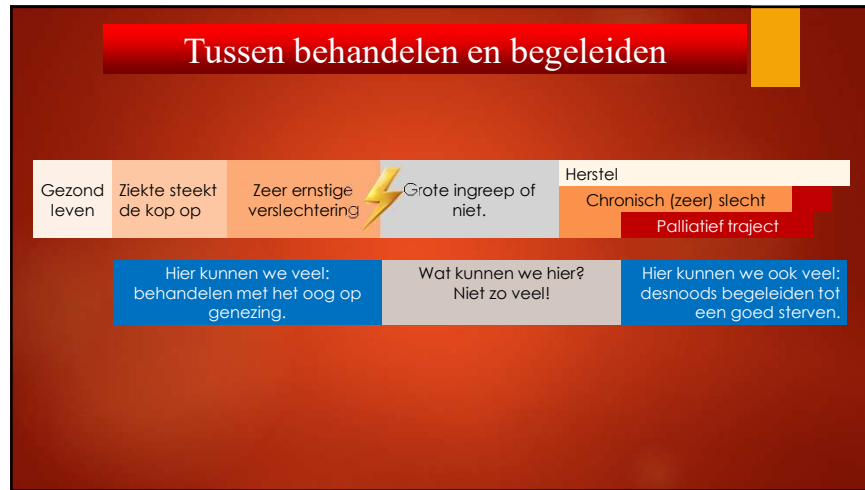 Tussen behandelen en begeleiden
Gezond
leven
Ziekte steekt
de kop op
Zeer ernstige
verslechtering
Grote ingreep of
niet.
Herstel
Chronisch (zeer) slecht
Palliatief traject
Hier kunnen we veel:
behandelen met het oog op
genezing.
Wat kunnen we hier?
Niet zo veel!
Hier kunnen we ook veel:
desnoods begeleiden tot
een goed sterven.